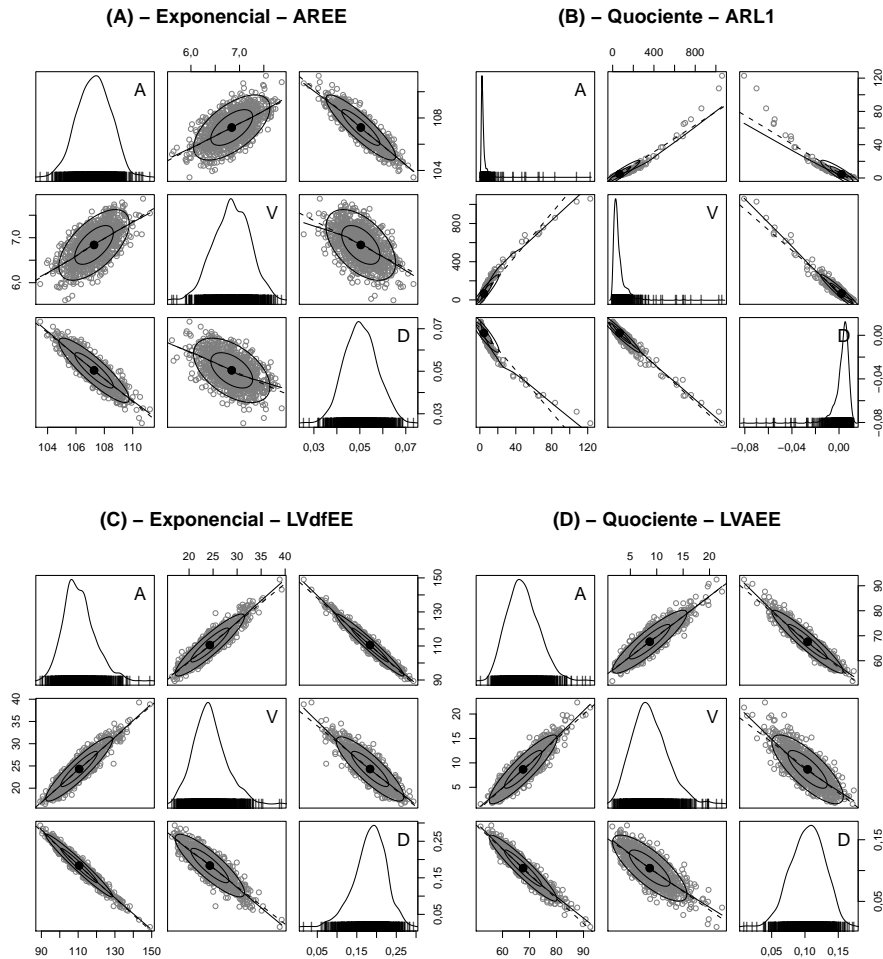 (A) – Exponencial – AREE
6,0 7,0
A
104 108
6,0 7,0
V
D
0,03 0,05 0,07
104 106 108 110
0,03 0,05 0,07
(B) – Quociente – ARL1
0 400 800
A
0 20 40 60 80 120
0 400 1000
V
D
−0,08 −0,04 0,00
0 20 40 60 80 120
−0,08 −0,04 0,00
(C) – Exponencial – LVdfEE
20 25 30 35 40
A
90 110 130 150
20 25 30 35 40
V
D
0,05 0,15 0,25
90 110 130 150
0,05 0,15 0,25
(D) – Quociente – LVAEE
5 10 15 20
A
60 70 80 90
5 10 15 20
V
D
0,05 0,15
50 60 70 80 90
0,05 0,10 0,15